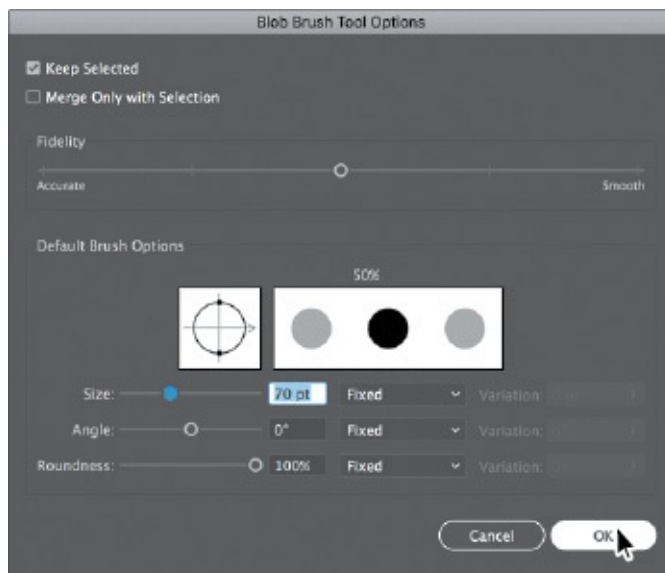 Blob Brush Tool Options
Keep Selected
Merge Only with Selection
Fidelity
Accurate Smooth
Default Brush Options
50%
Size: 70 pt Fixed Variation:
Angle: 0° Fixed Variation:
Roundness: 100% Fixed Variation:
Cancel OK